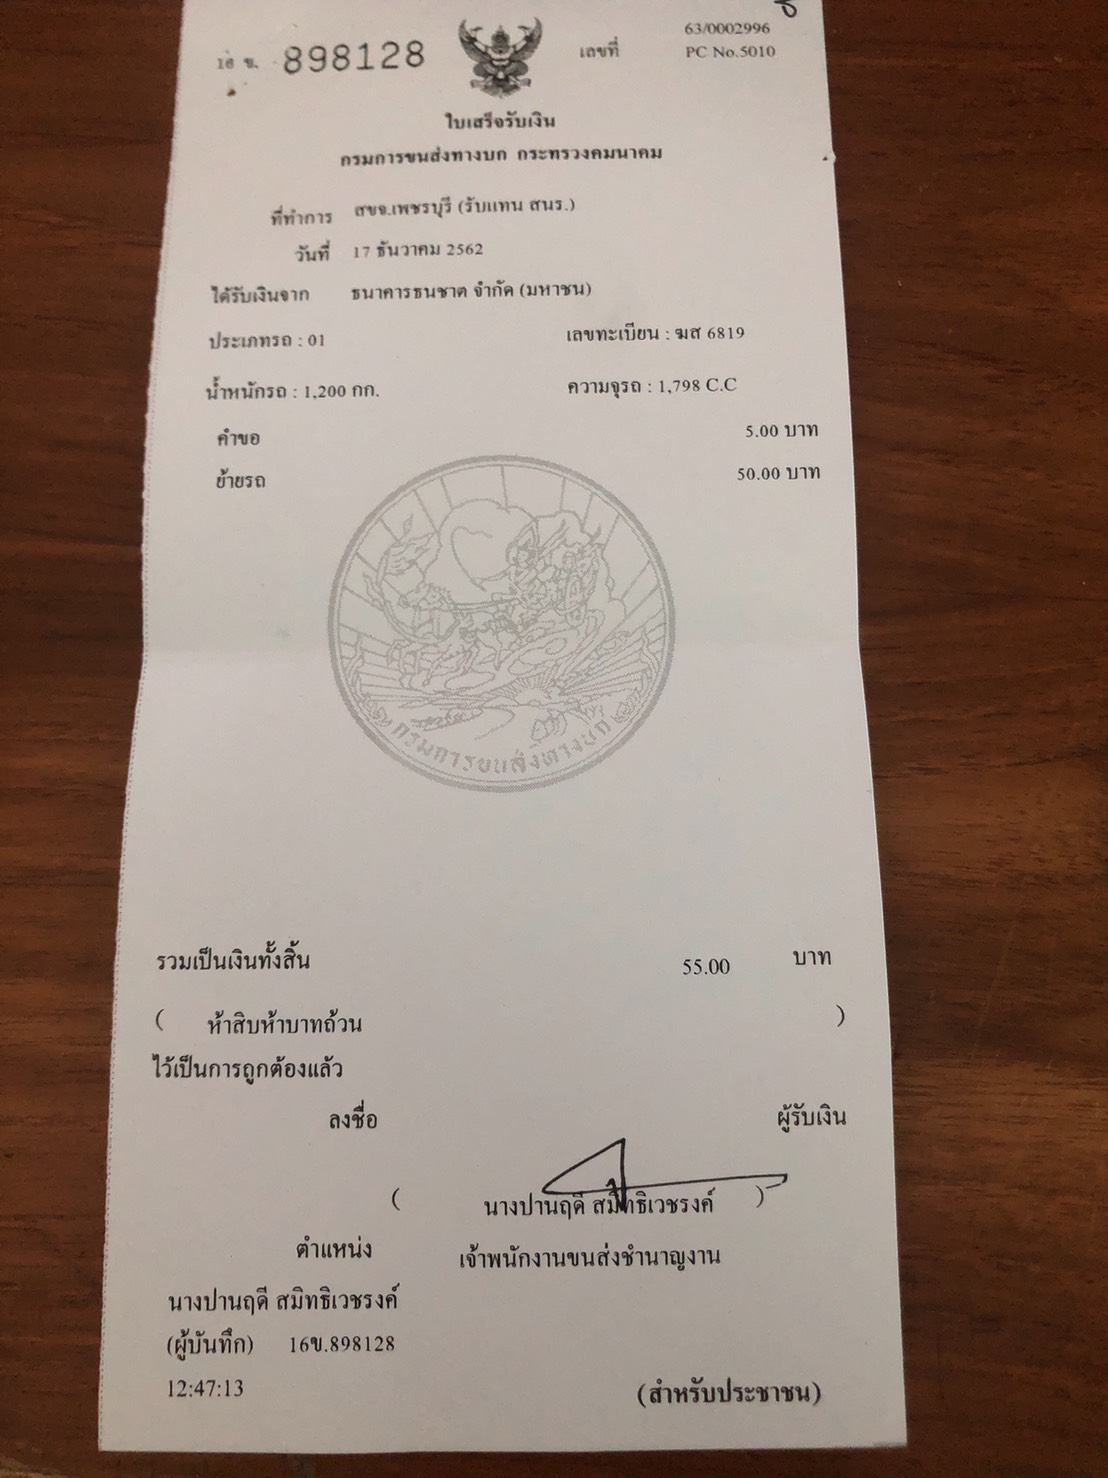 16 ข. 898128
เลขที่ 63/0002996
PC No.5010
ใบเสร็จรับเงิน
กรมการขนส่งทางบก กระทรวงคมนาคม
ที่ทำการ สขจ.เพชรบุรี (รับแทน สนร.)
วันที่ 17 ธันวาคม 2562
ได้รับเงินจาก ธนาคารธนชาต จำกัด (มหาชน)
ประเภทรถ : 01 เลขทะเบียน : ฆส 6819
น้ำหนักรถ : 1,200 กก. ความจุรถ : 1,798 C.C
คำขอ 5.00 บาท
ย้ายรถ 50.00 บาท
กรมการขนส่งทางบก
รวมเป็นเงินทั้งสิ้น 55.00 บาท
( ห้าสิบห้าบาทถ้วน )
ไว้เป็นการถูกต้องแล้ว
ลงชื่อ ผู้รับเงิน
( นางปานฤดี สมิทธิเวชรงค์ )
ตำแหน่ง เจ้าพนักงานขนส่งชำนาญงาน
นางปานฤดี สมิทธิเวชรงค์
(ผู้บันทึก) 16ข.898128
12:47:13
(สำหรับประชาชน)